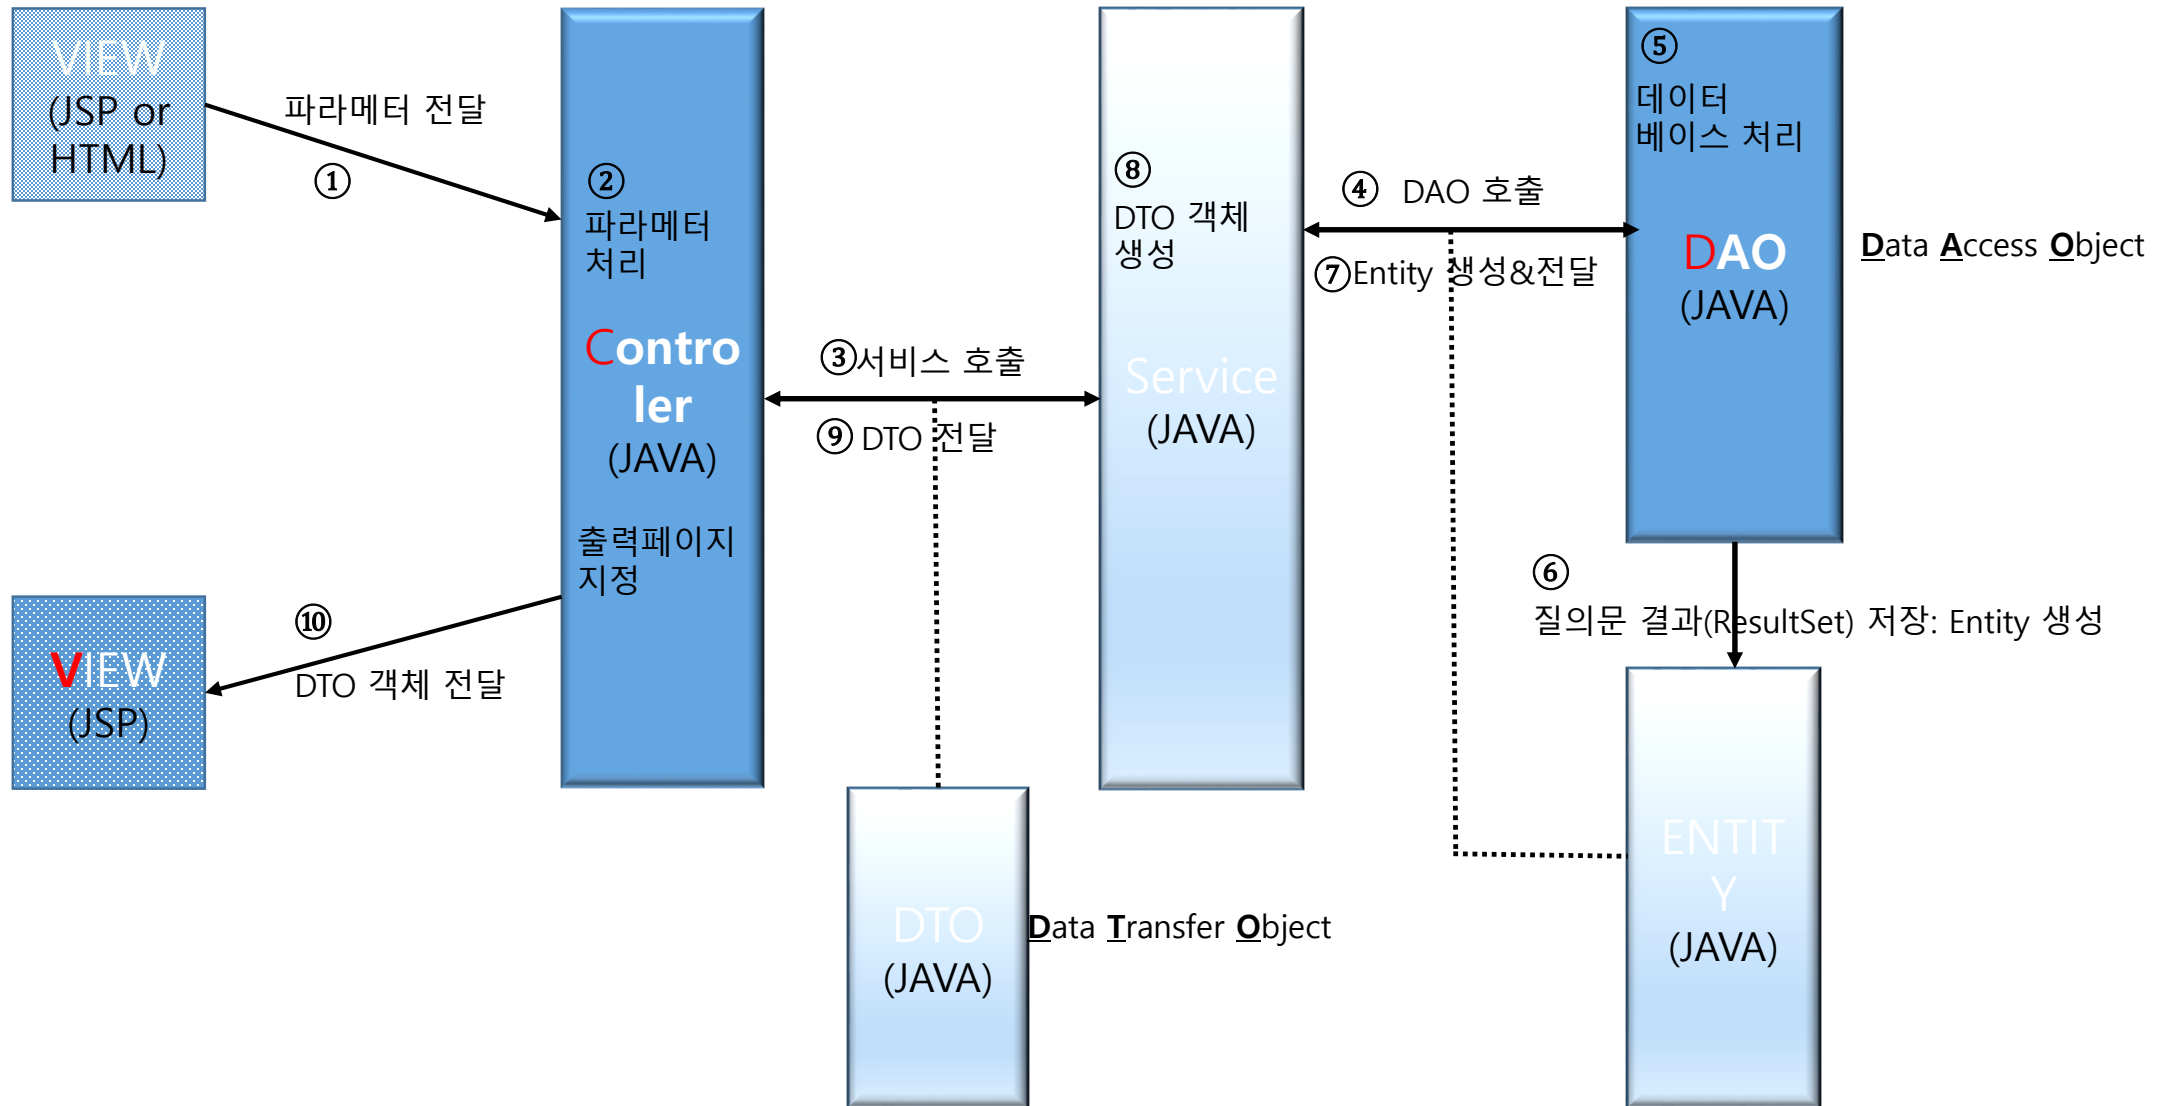 VIEW
(JSP or
HTML)
파라메터 전달
①
②
파라메터
처리
Contro
ler
(JAVA)
출력페이지
지정
③서비스 호출
⑨ DTO 전달
⑧
DTO 객체
생성
Service
(JAVA)
④ DAO 호출
⑦Entity 생성&전달
⑤
데이터
베이스 처리
DAO
(JAVA)
Data Access Object
⑥
질의문 결과(ResultSet) 저장: Entity 생성
⑩
DTO 객체 전달
VIEW
(JSP)
DTO
(JAVA)
Data Transfer Object
ENTIT
Y
(JAVA)